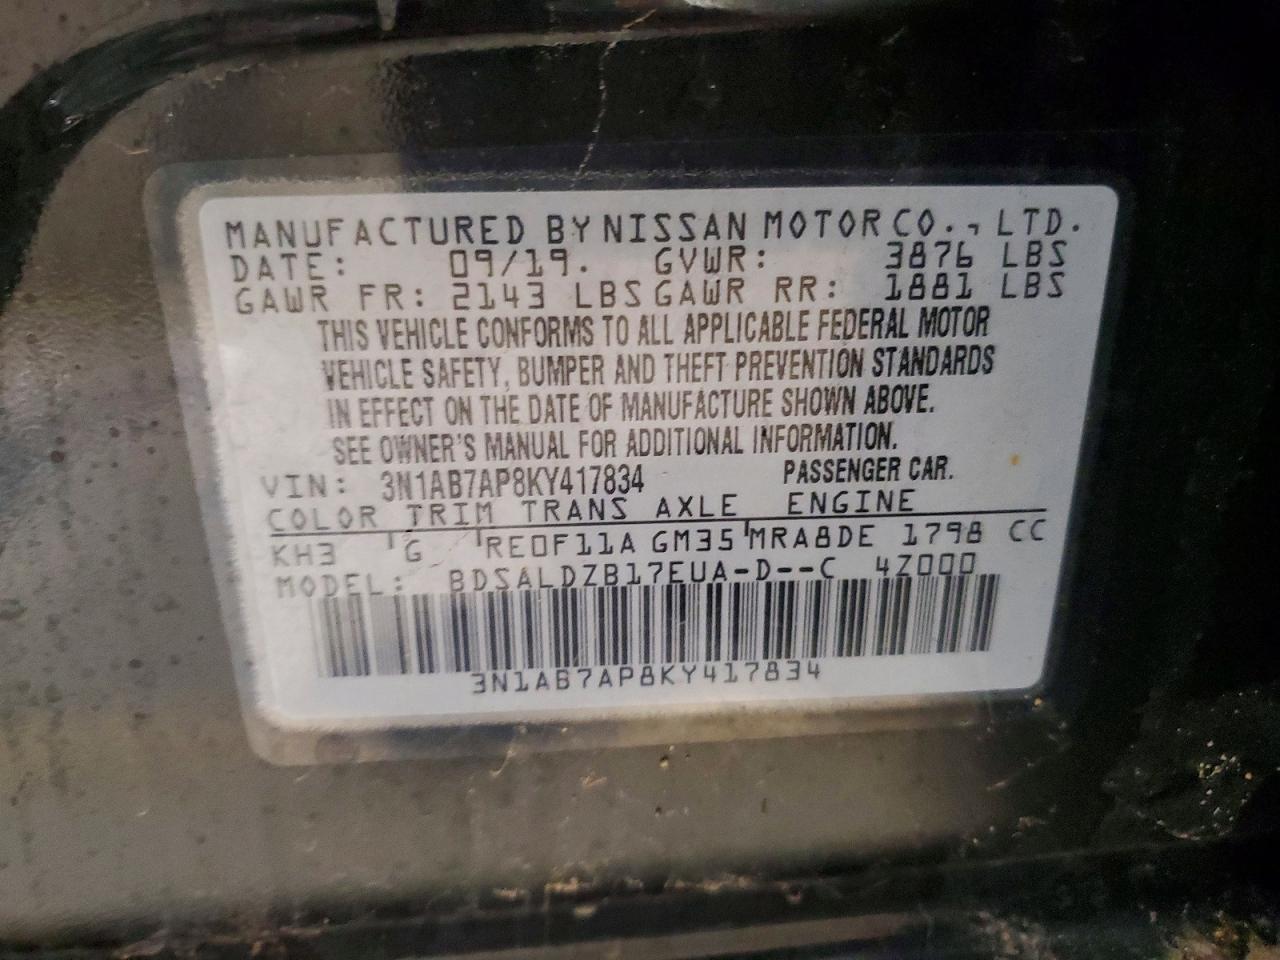 MANUFACTURED BY NISSAN MOTOR CO., LTD.
DATE: 09/19. GVWR: 3876 LBS
GAWR FR: 2143 LBS GAWR RR: 1881 LBS
THIS VEHICLE CONFORMS TO ALL APPLICABLE FEDERAL MOTOR
VEHICLE SAFETY, BUMPER AND THEFT PREVENTION STANDARDS
IN EFFECT ON THE DATE OF MANUFACTURE SHOWN ABOVE.
SEE OWNER'S MANUAL FOR ADDITIONAL INFORMATION.
VIN: 3N1AB7AP8KY417834 PASSENGER CAR.
COLOR TRIM TRANS AXLE ENGINE
KH3 G RE0F11A GM35 MRA8DE 1798 CC
MODEL: BDSALDZB17EUA-D--C 4Z000
3N1AB7AP8KY417834